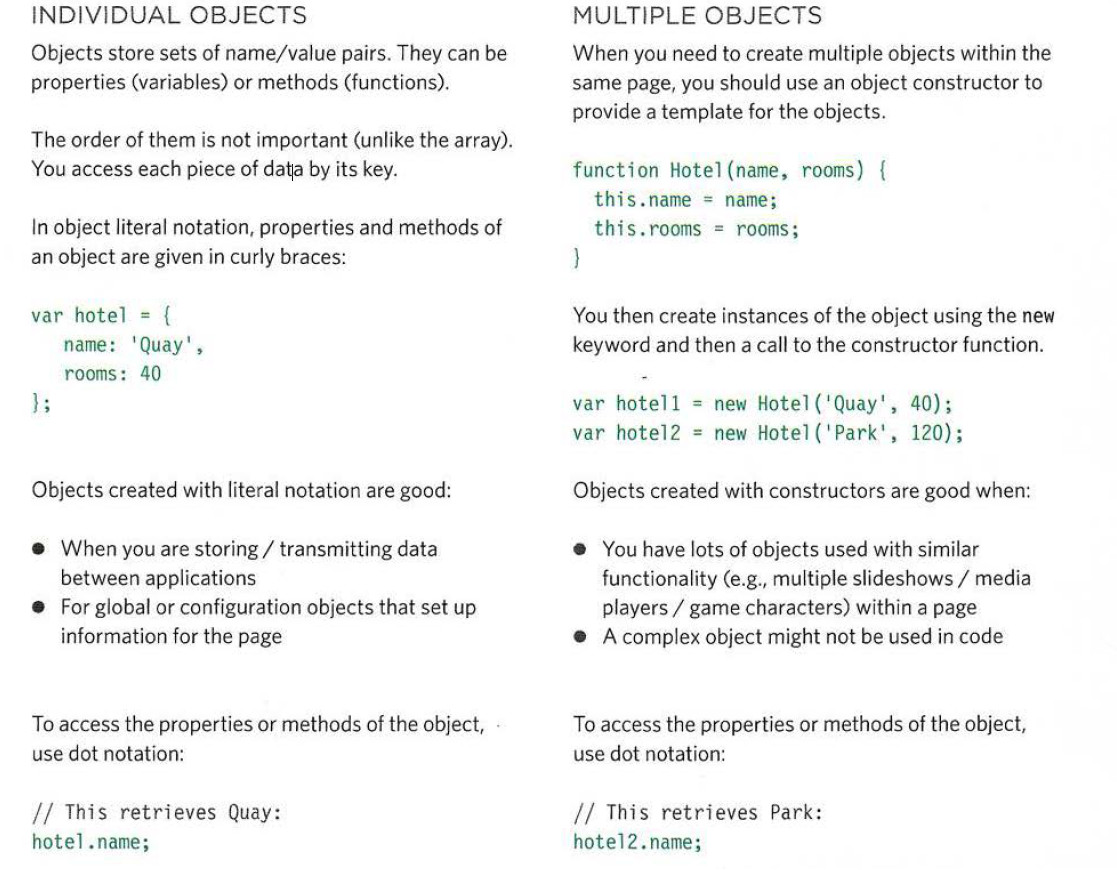 INDIVIDUAL OBJECTS
Objects store sets of name/value pairs. They can be
properties (variables) or methods (functions).
The order of them is not important (unlike the array).
You access each piece of data by its key.
In object literal notation, properties and methods of
an object are given in curly braces:
var hotel = {
name: 'Quay',
rooms: 40
};
Objects created with literal notation are good:
● When you are storing / transmitting data
between applications
● For global or configuration objects that set up
information for the page
To access the properties or methods of the object,
use dot notation:
// This retrieves Quay:
hotel.name;
MULTIPLE OBJECTS
When you need to create multiple objects within the
same page, you should use an object constructor to
provide a template for the objects.
function Hotel(name, rooms) {
this.name = name;
this.rooms = rooms;
}
You then create instances of the object using the new
keyword and then a call to the constructor function.
var hotel1 = new Hotel('Quay', 40);
var hotel2 = new Hotel('Park', 120);
Objects created with constructors are good when:
● You have lots of objects used with similar
functionality (e.g., multiple slideshows / media
players / game characters) within a page
● A complex object might not be used in code
To access the properties or methods of the object,
use dot notation:
// This retrieves Park:
hotel2.name;